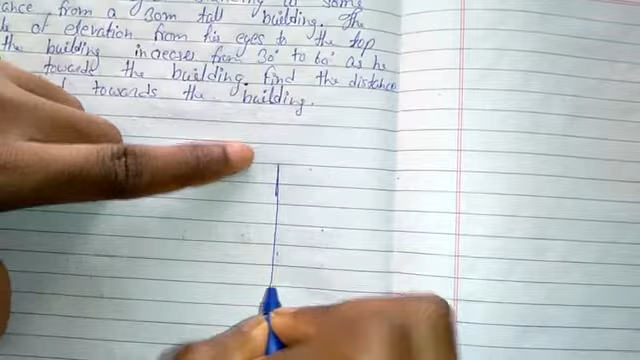 ance from a 30m tall building. The
of elevation from his eyes to the top
the building increses from 30° to 60° as he
towards the building. Find the distance
towards the building.